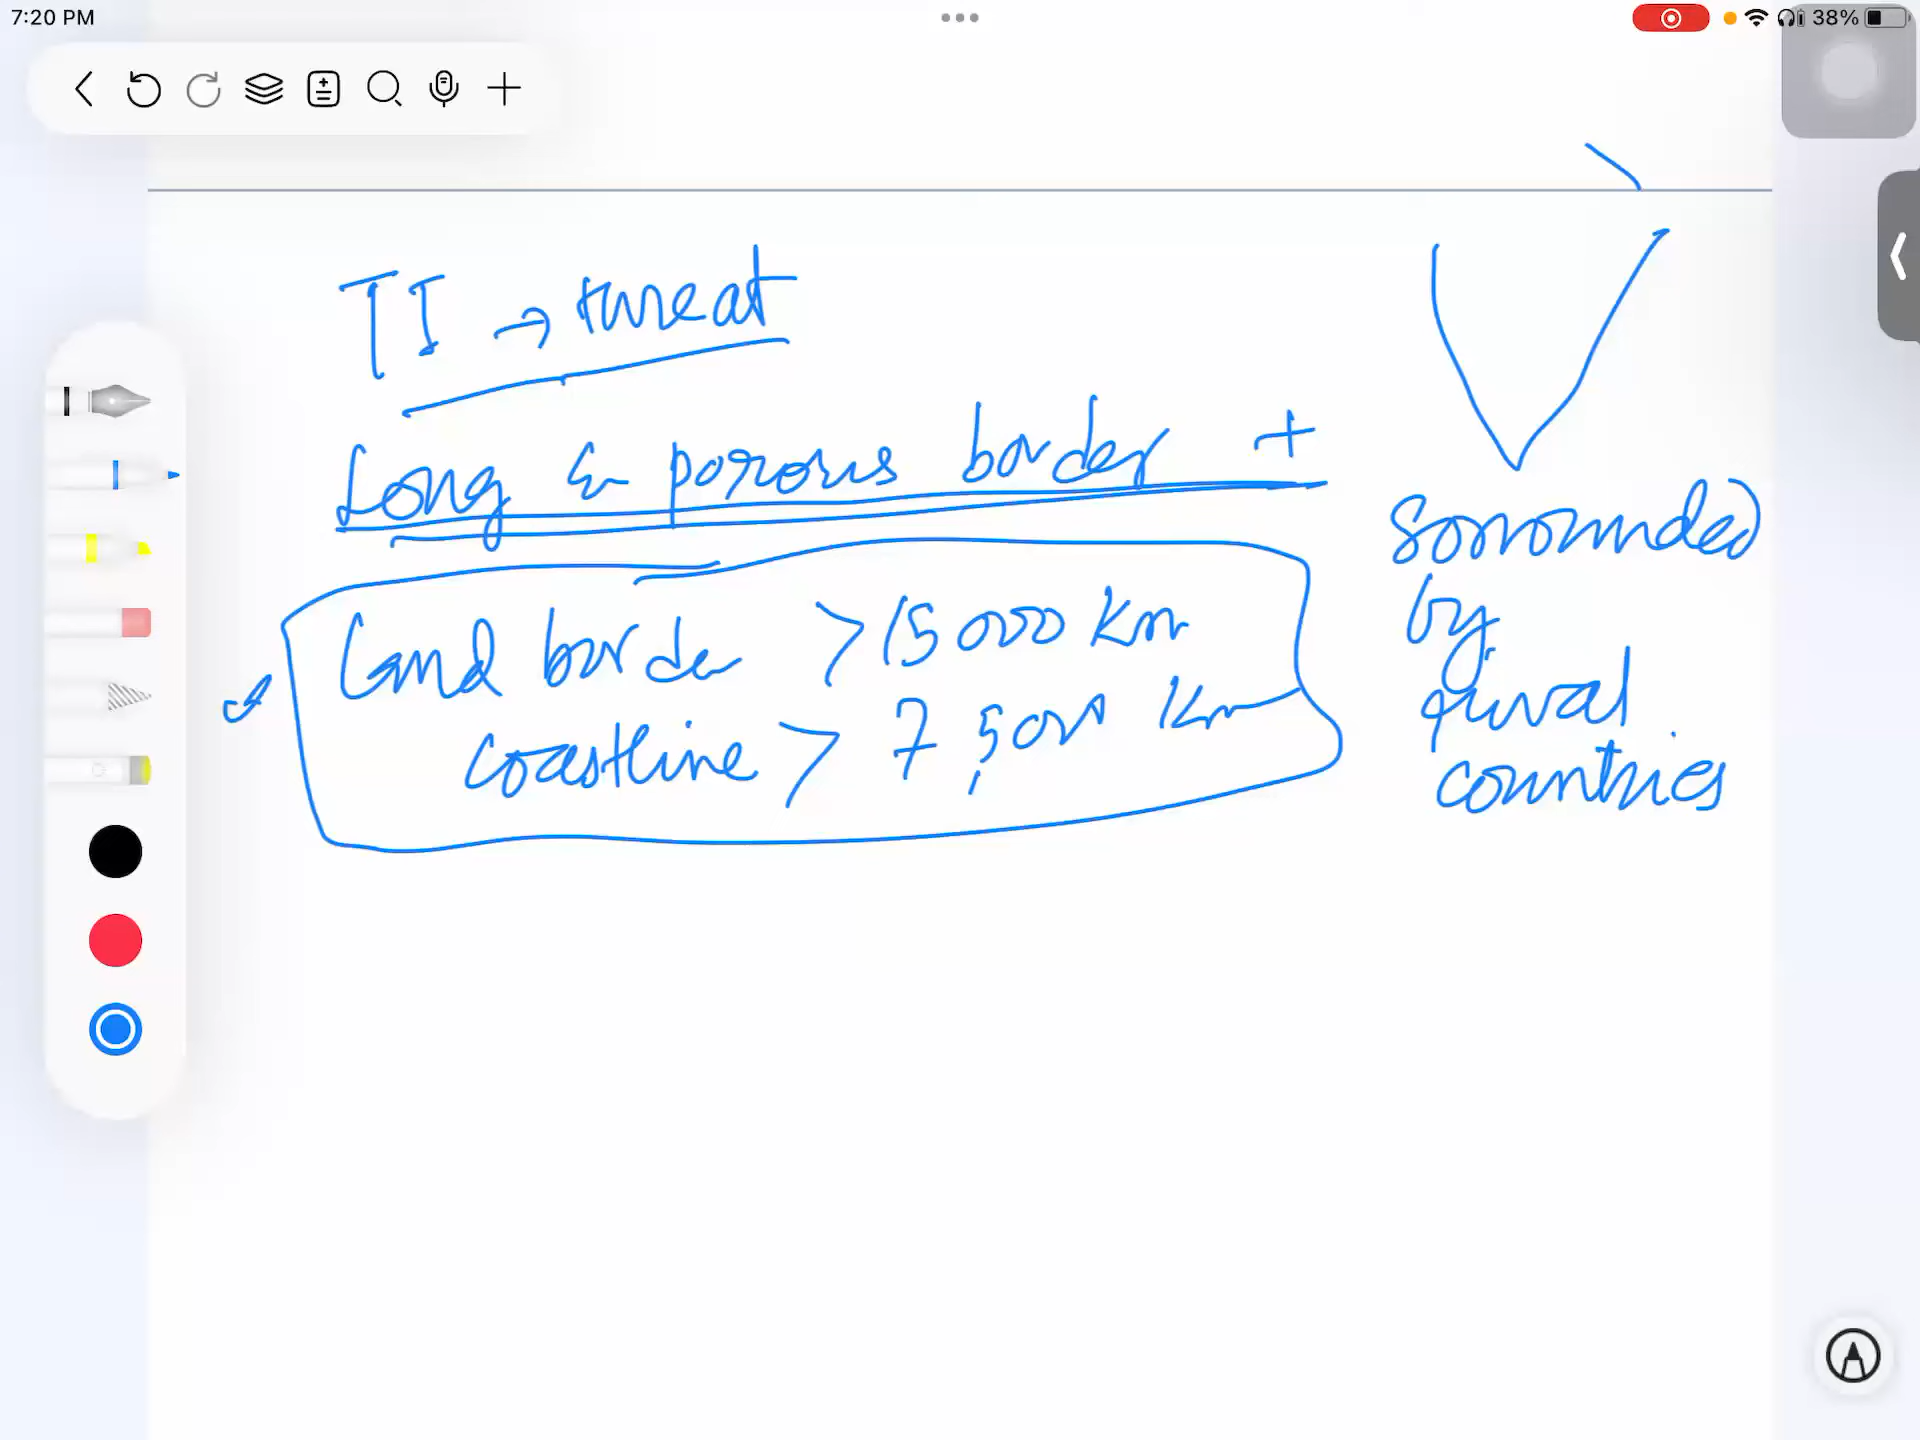 7:20 PM
38%
TI → threat
Long & porous border +
Land border > 15000 Km
coastline > 7,500 Km
Sorrounded
by
rival
countries